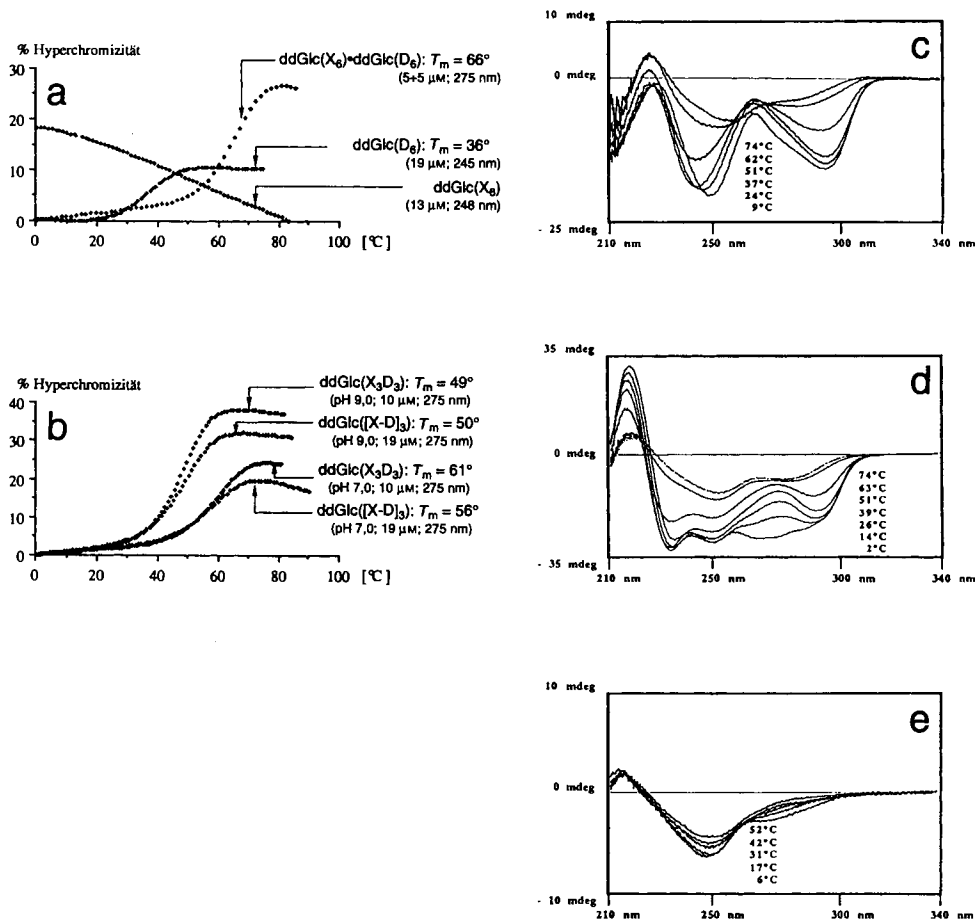 % Hyperchromizität
30
20
10
0
a
ddGlc(X6)•ddGlc(D6): Tm = 66°
(5+5 µM; 275 nm)
ddGlc(D6): Tm = 36°
(19 µM; 245 nm)
ddGlc(X6)
(13 µM; 248 nm)
0 20 40 60 80 100 [°C]
% Hyperchromizität
40
30
20
10
0
b
ddGlc(X3D3): Tm = 49°
(pH 9,0; 10 µM; 275 nm)
ddGlc([X-D]3): Tm = 50°
(pH 9,0; 19 µM; 275 nm)
ddGlc(X3D3): Tm = 61°
(pH 7,0; 10 µM; 275 nm)
ddGlc([X-D]3): Tm = 56°
(pH 7,0; 19 µM; 275 nm)
0 20 40 60 80 100 [°C]
10 mdeg
c
0 mdeg
74°C
62°C
51°C
37°C
24°C
9°C
- 25 mdeg
210 nm 250 nm 300 nm 340 nm
35 mdeg
d
0 mdeg
74°C
63°C
51°C
39°C
26°C
14°C
2°C
- 35 mdeg
210 nm 250 nm 300 nm 340 nm
10 mdeg
e
0 mdeg
52°C
42°C
31°C
17°C
6°C
- 10 mdeg
210 nm 250 nm 300 nm 340 nm